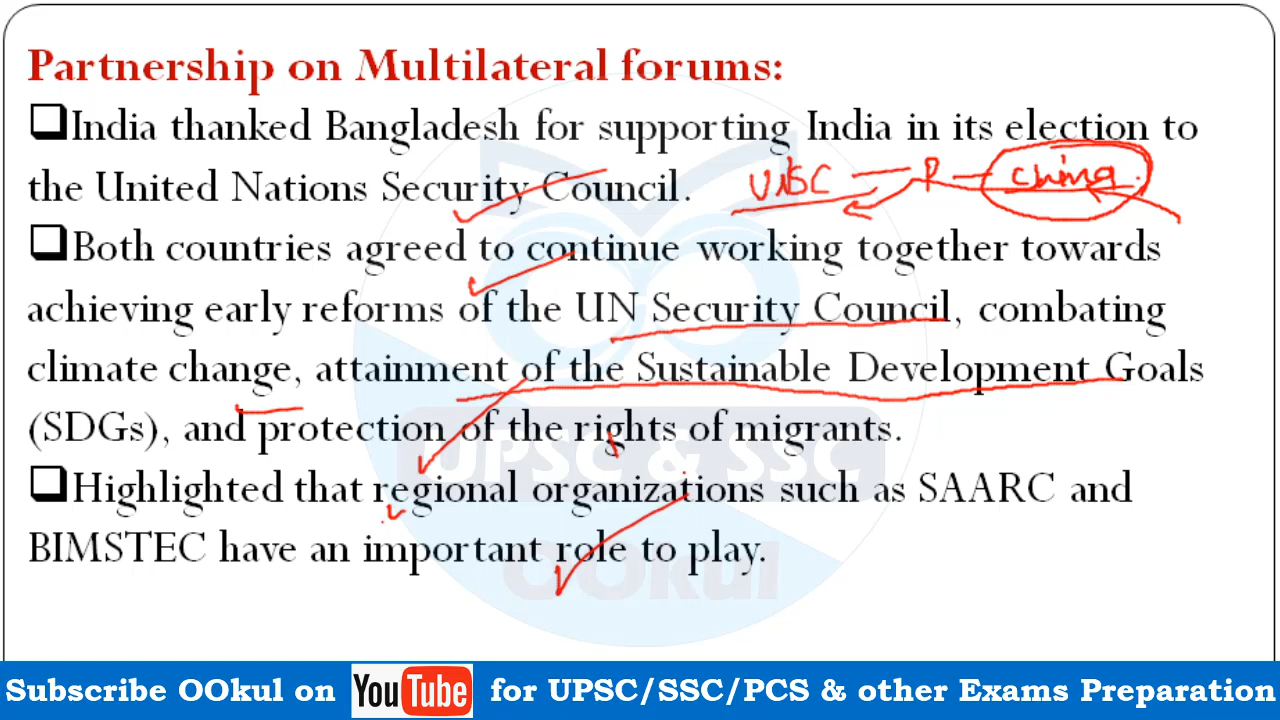 Partnership on Multilateral forums:
❑India thanked Bangladesh for supporting India in its election to
the United Nations Security Council.
UNSC — P — China
❑Both countries agreed to continue working together towards
achieving early reforms of the UN Security Council, combating
climate change, attainment of the Sustainable Development Goals
(SDGs), and protection of the rights of migrants.
UPSC & SSC
❑Highlighted that regional organizations such as SAARC and
BIMSTEC have an important role to play.
OOkul
Subscribe OOkul on YouTube for UPSC/SSC/PCS & other Exams Preparation